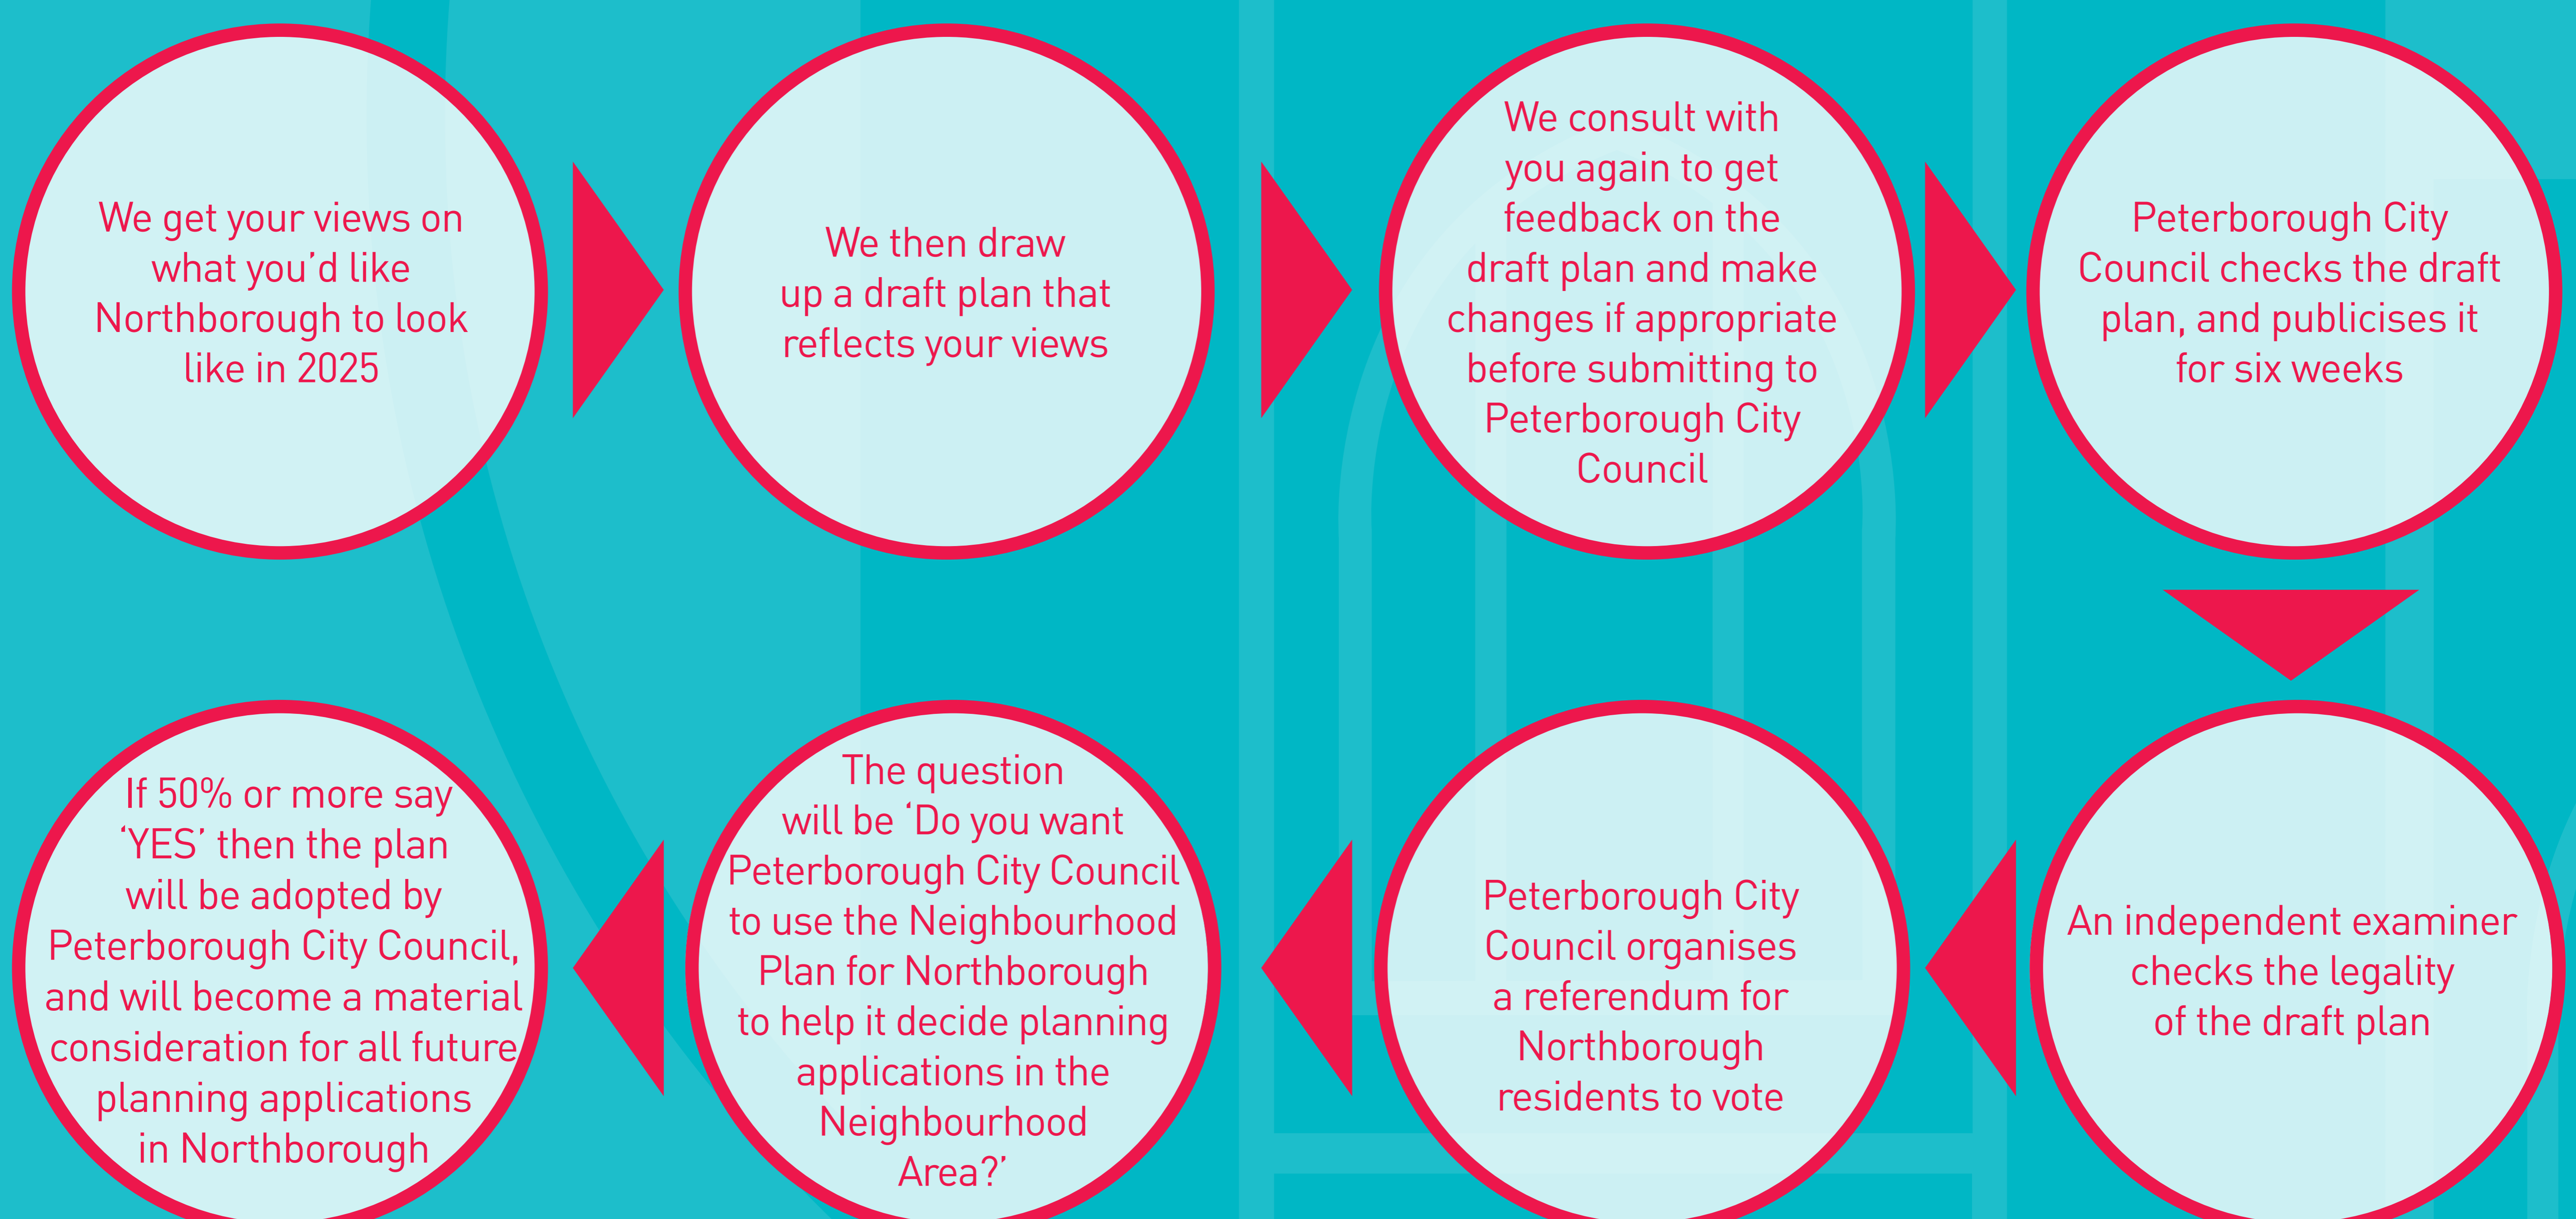 We get your views on
what you’d like
Northborough to look
like in 2025
We then draw
up a draft plan that
reflects your views
We consult with
you again to get
feedback on the
draft plan and make
changes if appropriate
before submitting to
Peterborough City
Council
Peterborough City
Council checks the draft
plan, and publicises it
for six weeks
An independent examiner
checks the legality
of the draft plan
Peterborough City
Council organises
a referendum for
Northborough
residents to vote
The question
will be ‘Do you want
Peterborough City Council
to use the Neighbourhood
Plan for Northborough
to help it decide planning
applications in the
Neighbourhood
Area?’
If 50% or more say
‘YES’ then the plan
will be adopted by
Peterborough City Council,
and will become a material
consideration for all future
planning applications
in Northborough